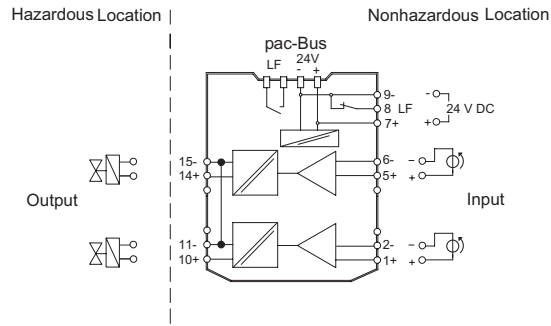 Hazardous Location
Nonhazardous Location
pac-Bus
LF 24V
- +
9- - 
8 LF 24 V DC
7+ +
15- 6- -
14+ 5+ +
Output Input
11- 2- -
10+ 1+ +